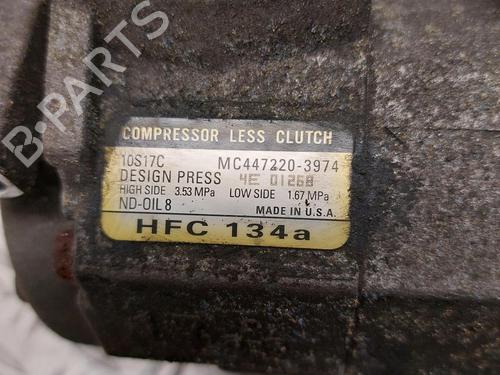 COMPRESSOR LESS CLUTCH
10S17C MC447220-3974
DESIGN PRESS 4E 01268
HIGH SIDE 3.53 MPa LOW SIDE 1.67 MPa
ND-OIL 8 MADE IN U.S.A.
HFC 134a